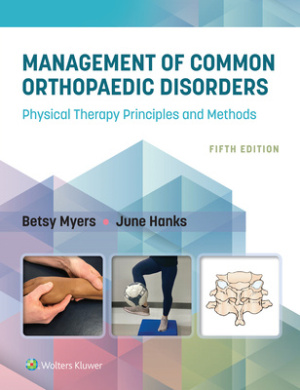 MANAGEMENT OF COMMON
ORTHOPAEDIC DISORDERS
Physical Therapy Principles and Methods
FIFTH EDITION
Betsy Myers • June Hanks
Wolters Kluwer